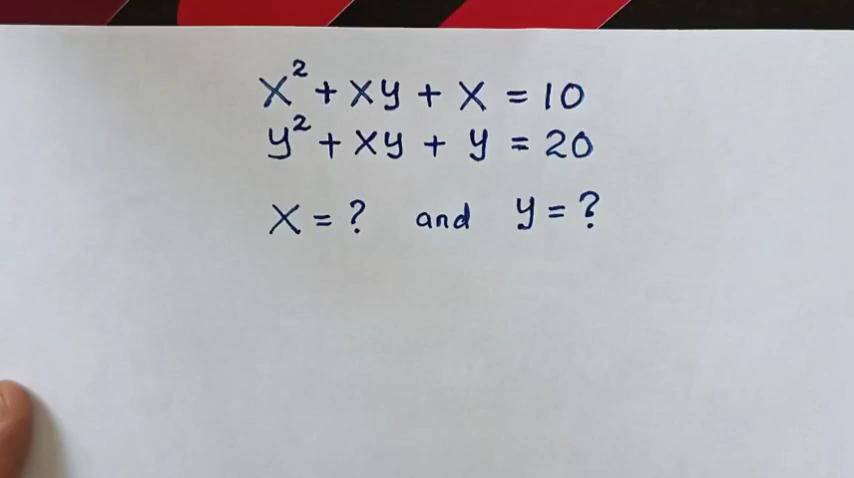 x² + xy + x = 10
y² + xy + y = 20
x = ? and y = ?